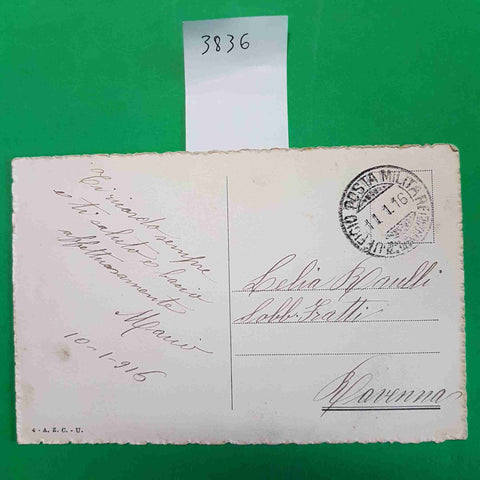 3836
Ti ricordo sempre
e ti saluto e bacio
affettuosamente
Mario
10-1-916
UFFICIO POSTA MILITARE
11.1.16
Celia
Ravenna
4 - A. Z. C. - U.